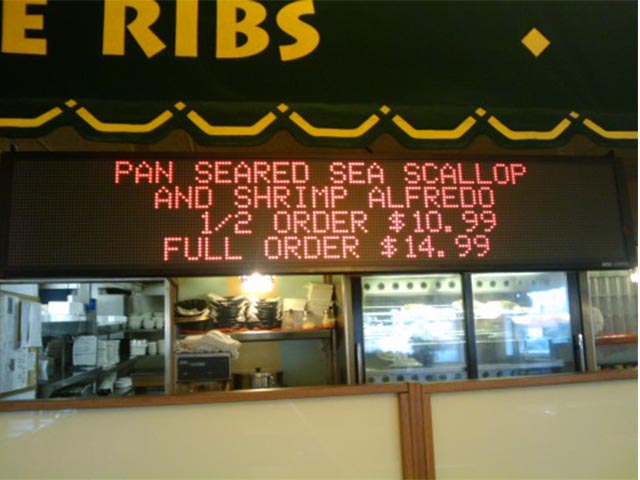 E RIBS
PAN SEARED SEA SCALLOP
AND SHRIMP ALFREDO
1/2 ORDER $10.99
FULL ORDER $14.99